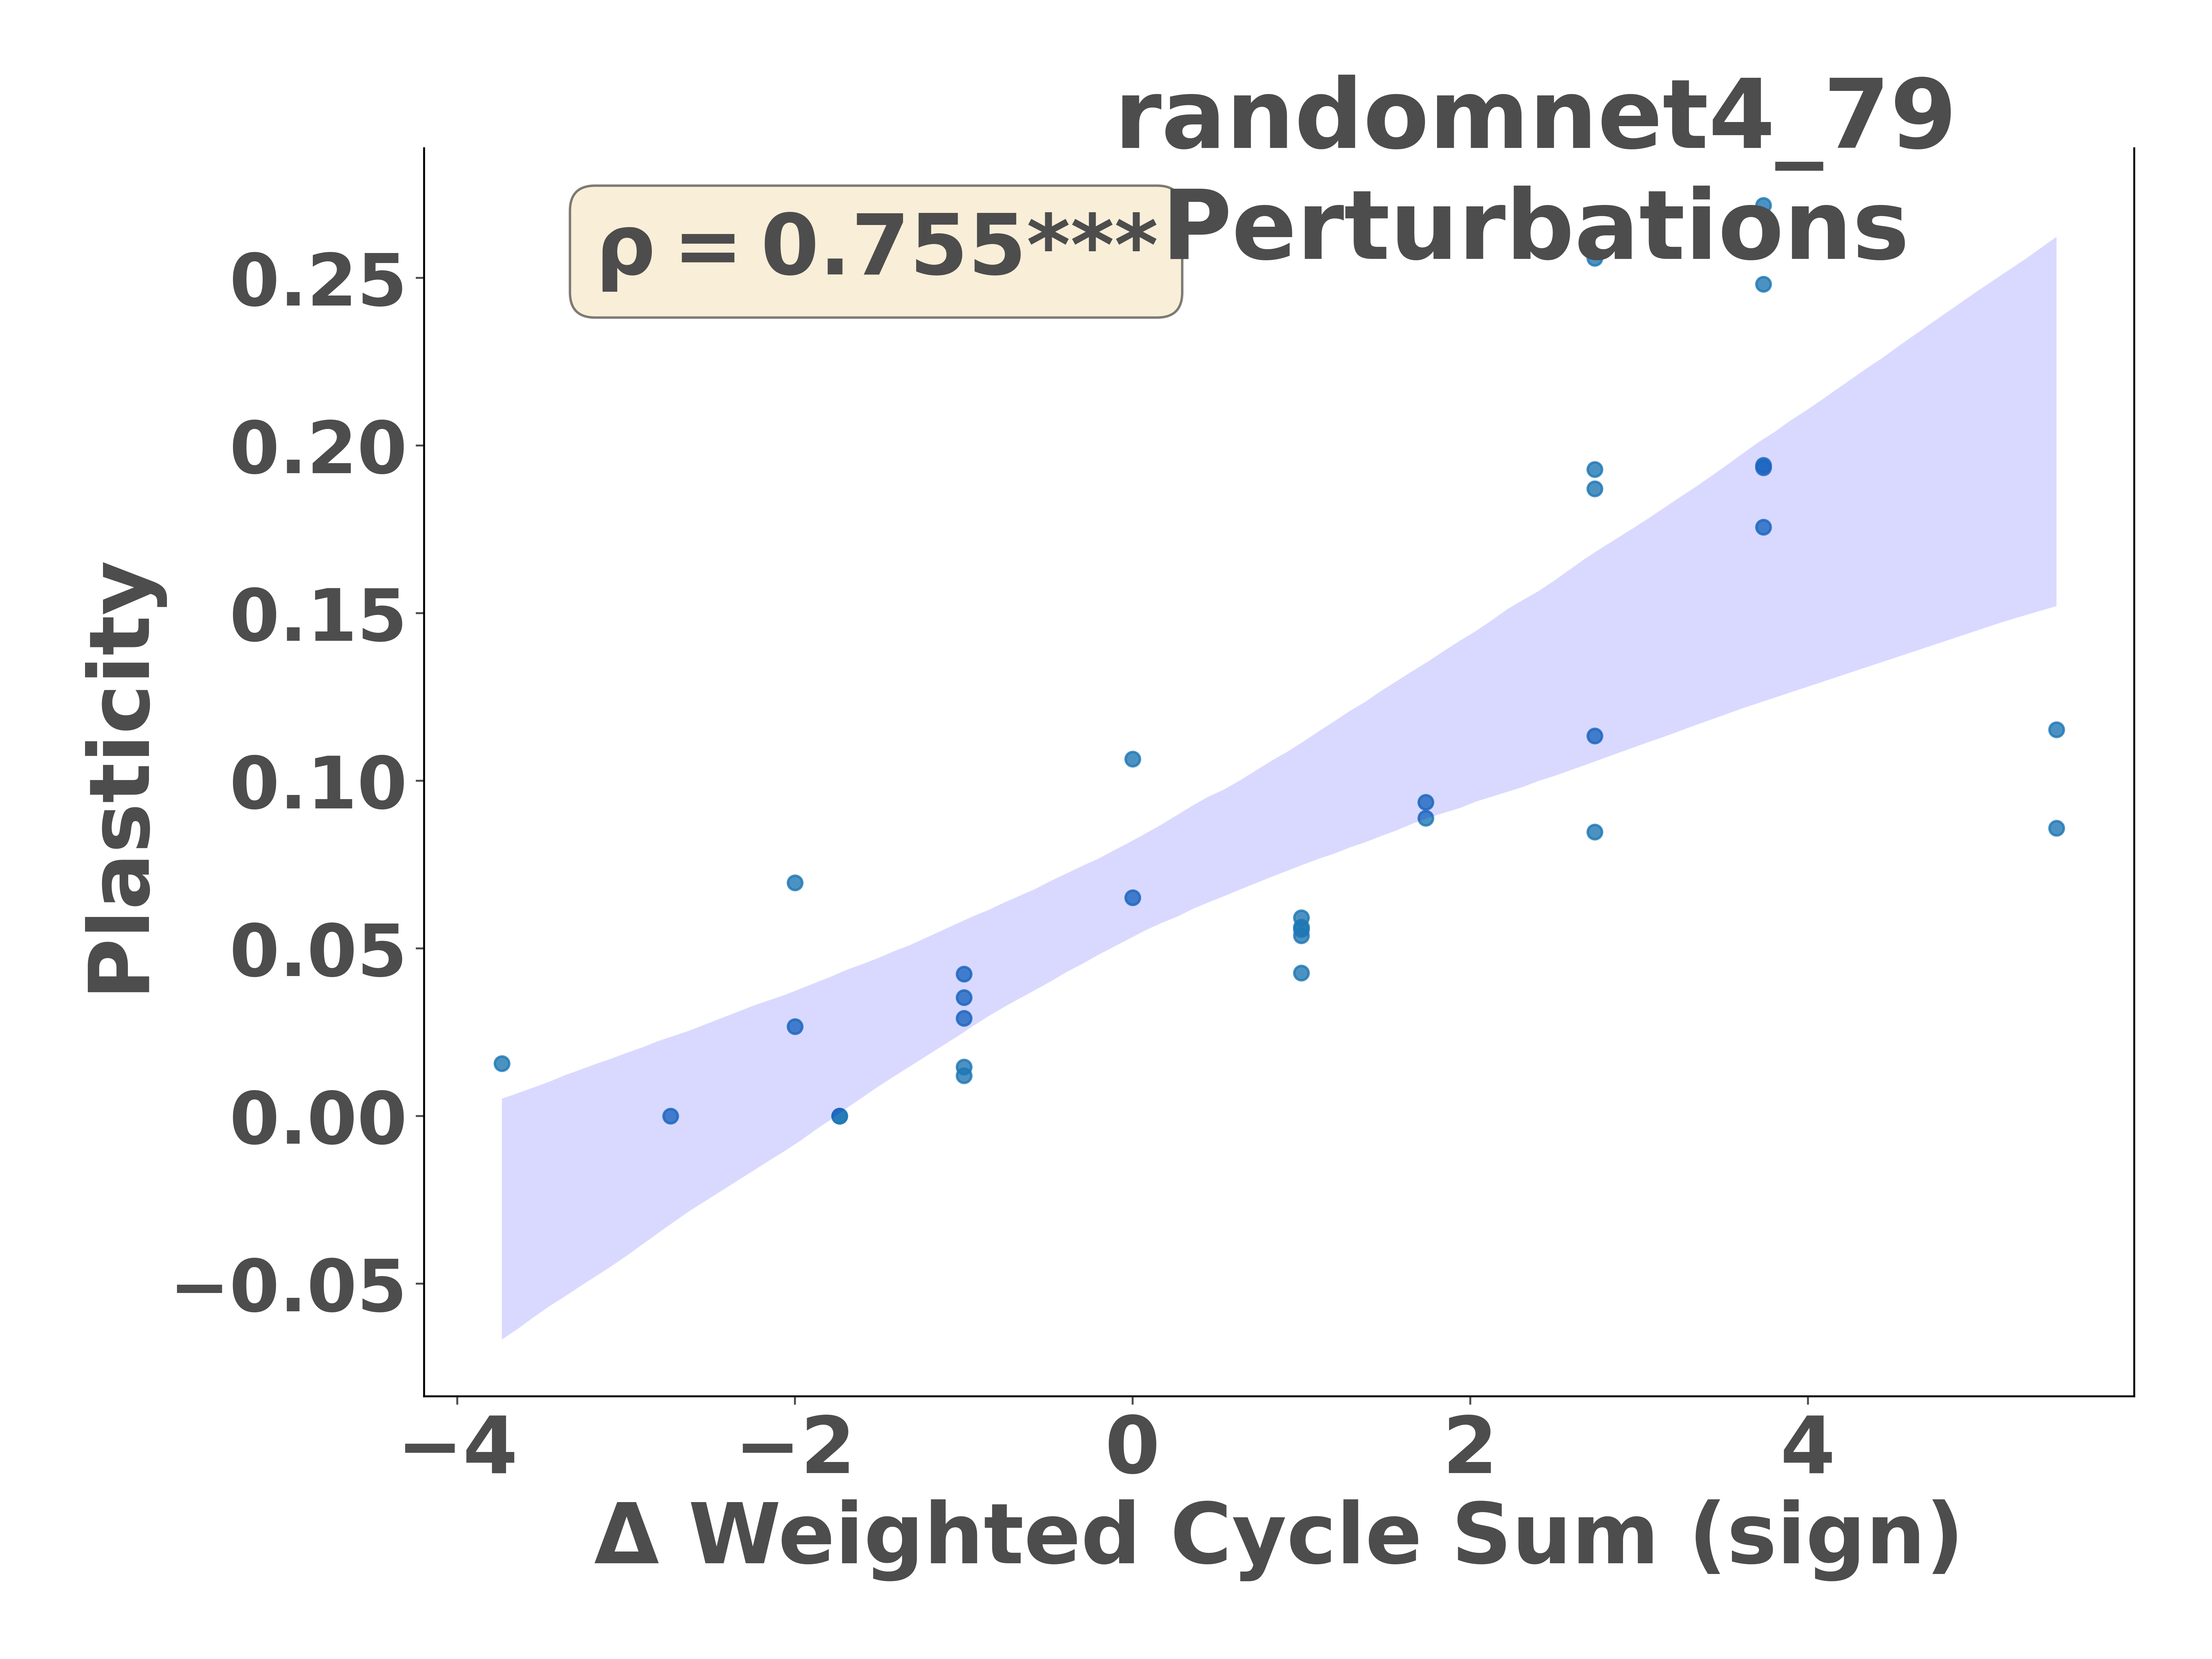 randomnet4_79
Perturbations
ρ = 0.755***
0.25
0.20
0.15
0.10
0.05
0.00
−0.05
Plasticity
−4
−2
0
2
4
Δ Weighted Cycle Sum (sign)